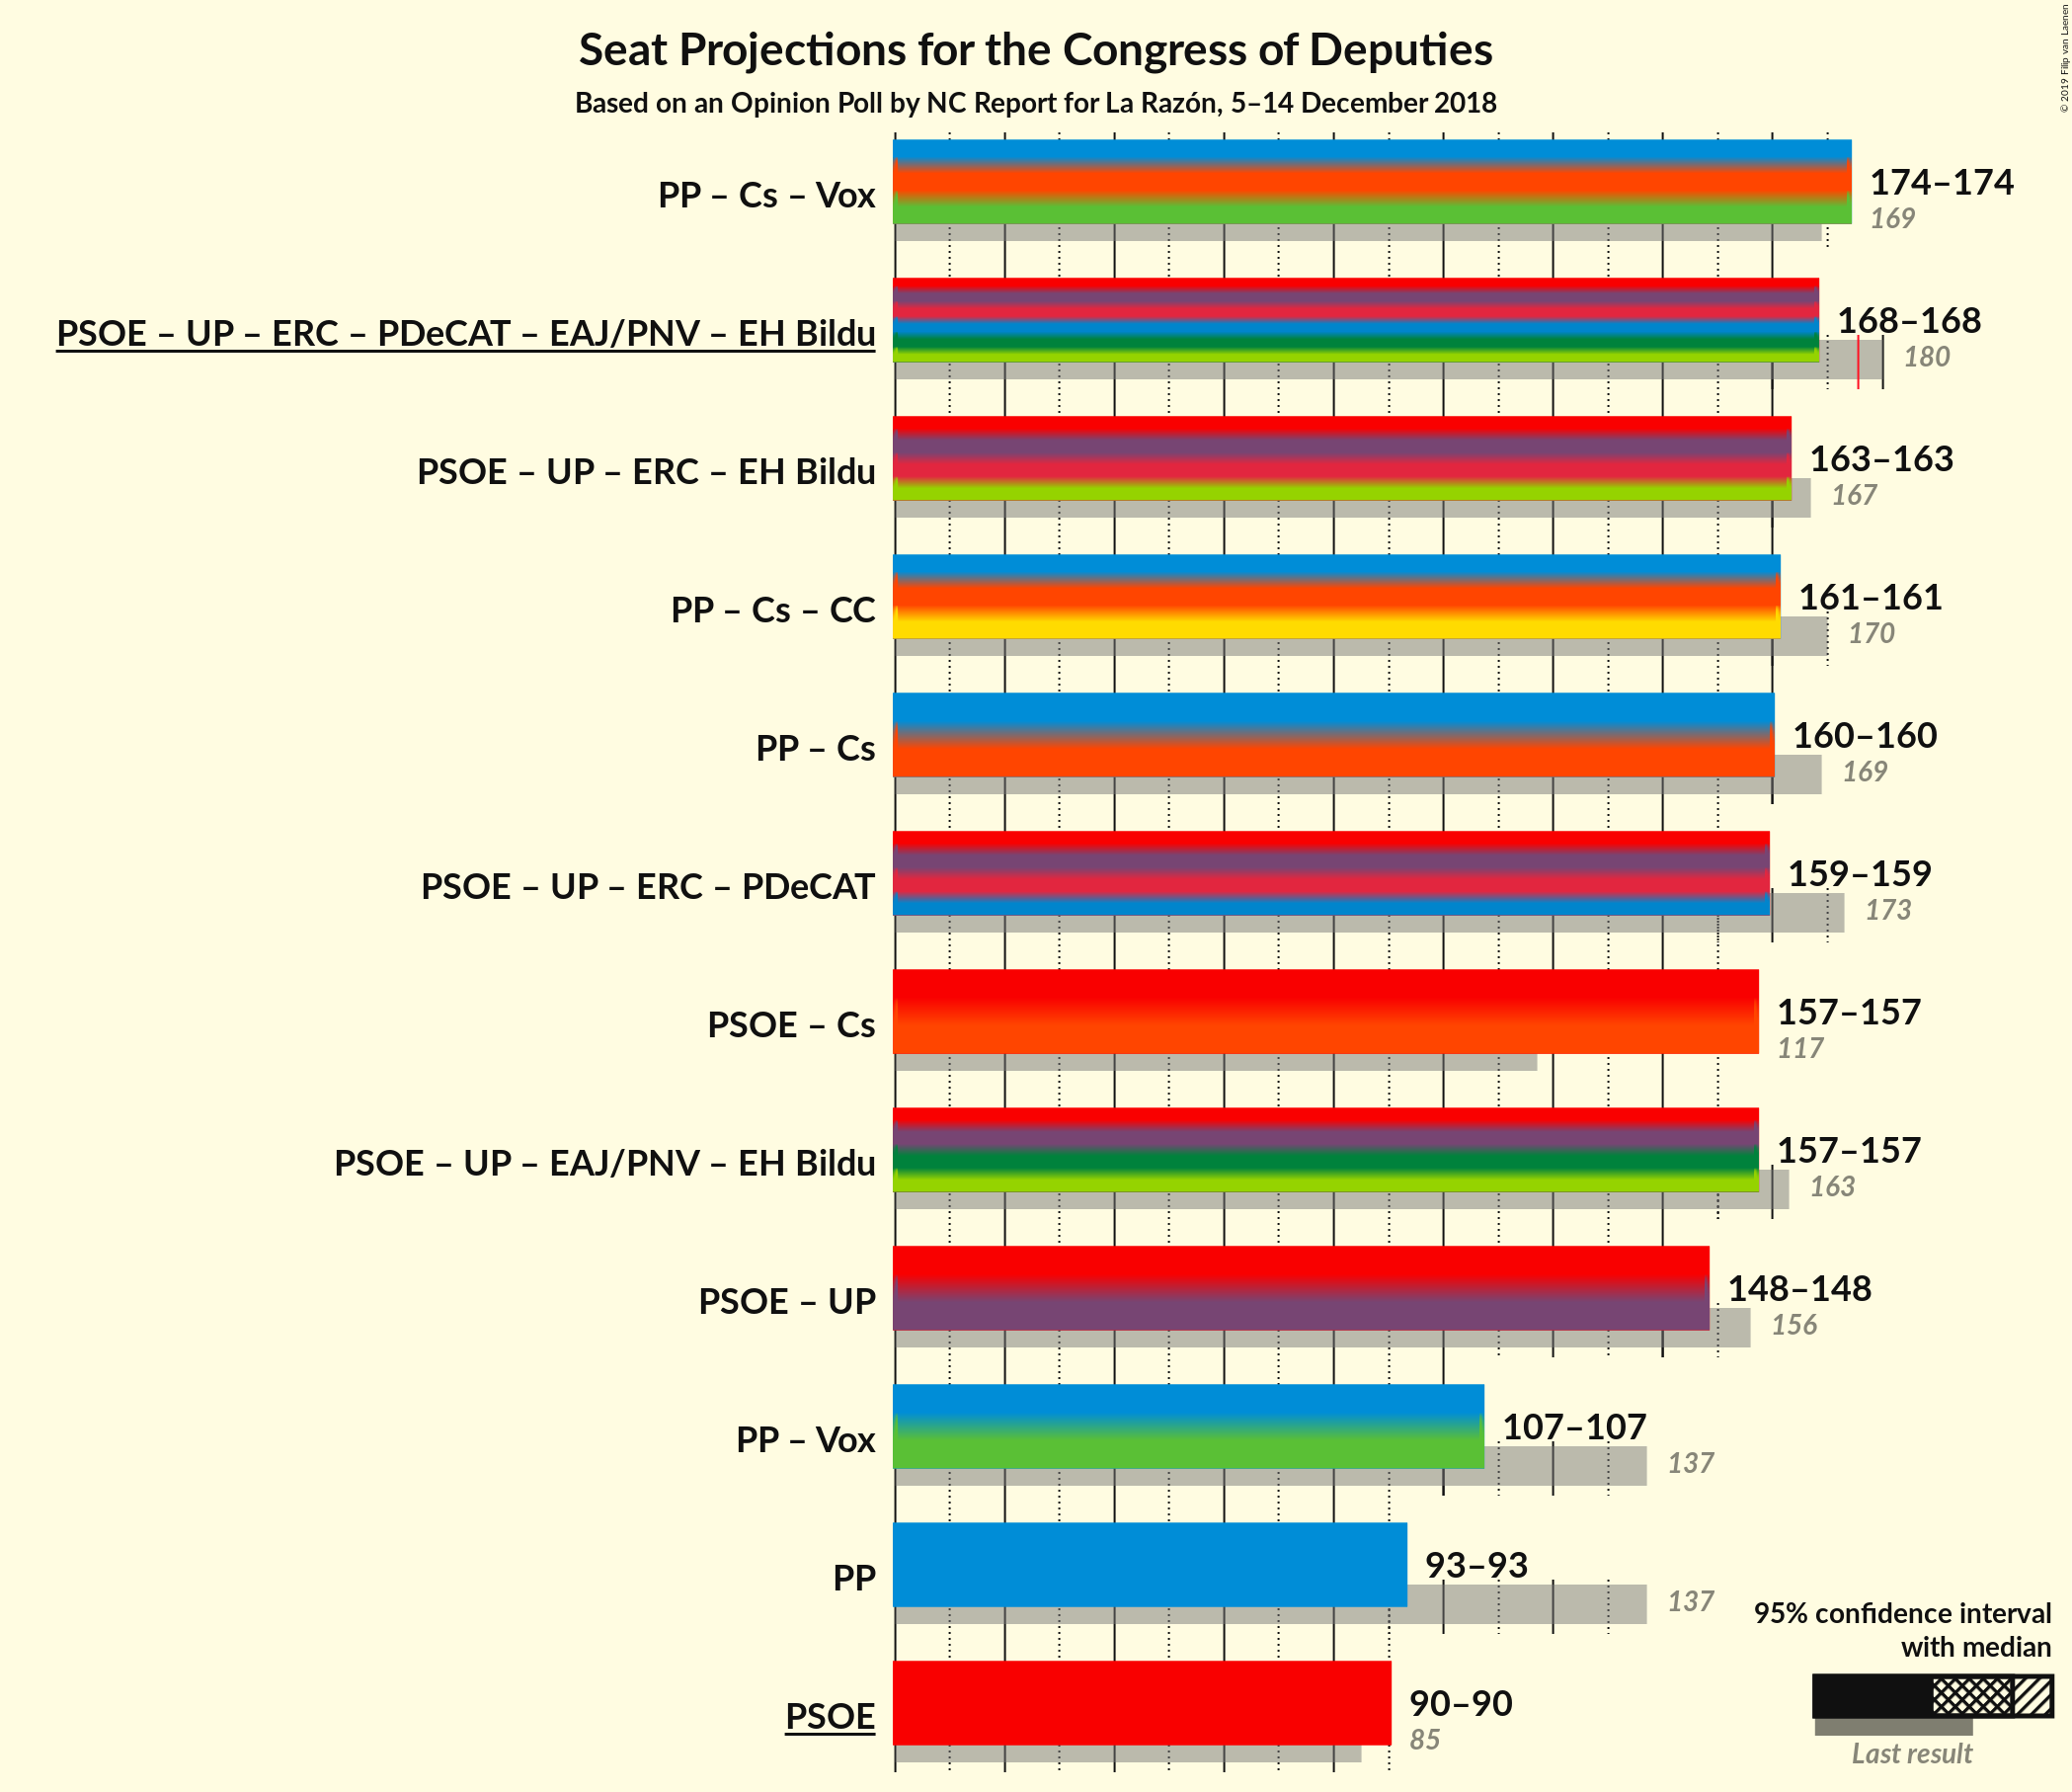 Seat Projections for the Congress of Deputies
Based on an Opinion Poll by NC Report for La Razón, 5–14 December 2018
© 2019 Filip van Laenen
PP – Cs – Vox
174–174
169
PSOE – UP – ERC – PDeCAT – EAJ/PNV – EH Bildu
168–168
180
PSOE – UP – ERC – EH Bildu
163–163
167
PP – Cs – CC
161–161
170
PP – Cs
160–160
169
PSOE – UP – ERC – PDeCAT
159–159
173
PSOE – Cs
157–157
117
PSOE – UP – EAJ/PNV – EH Bildu
157–157
163
PSOE – UP
148–148
156
PP – Vox
107–107
137
PP
93–93
137
PSOE
90–90
85
95% confidence interval
with median
Last result